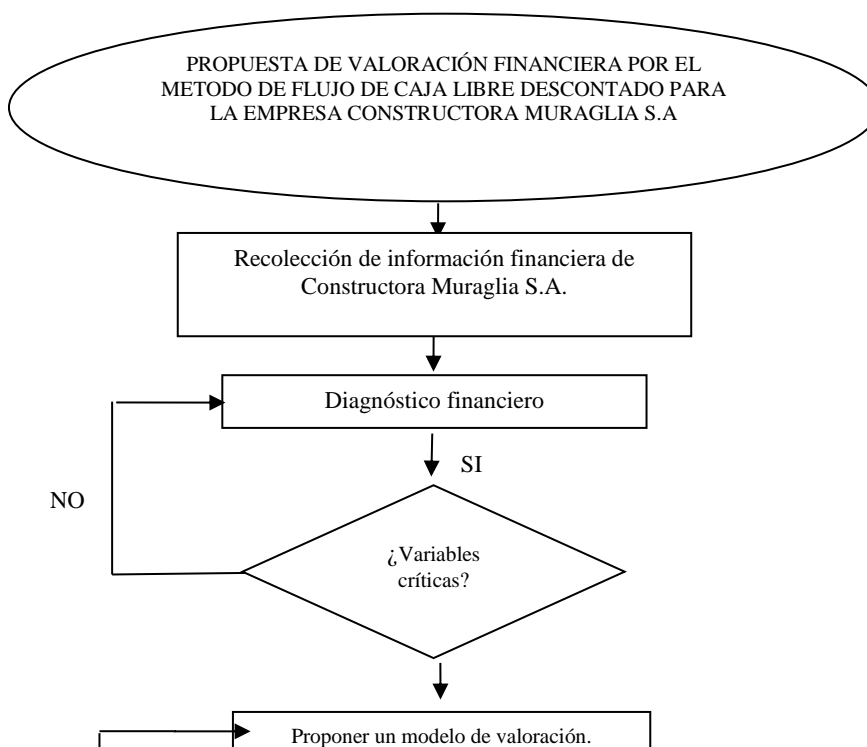 PROPUESTA DE VALORACIÓN FINANCIERA POR EL
METODO DE FLUJO DE CAJA LIBRE DESCONTADO PARA
LA EMPRESA CONSTRUCTORA MURAGLIA S.A
Recolección de información financiera de
Constructora Muraglia S.A.
Diagnóstico financiero
SI
NO
¿Variables
críticas?
Proponer un modelo de valoración.